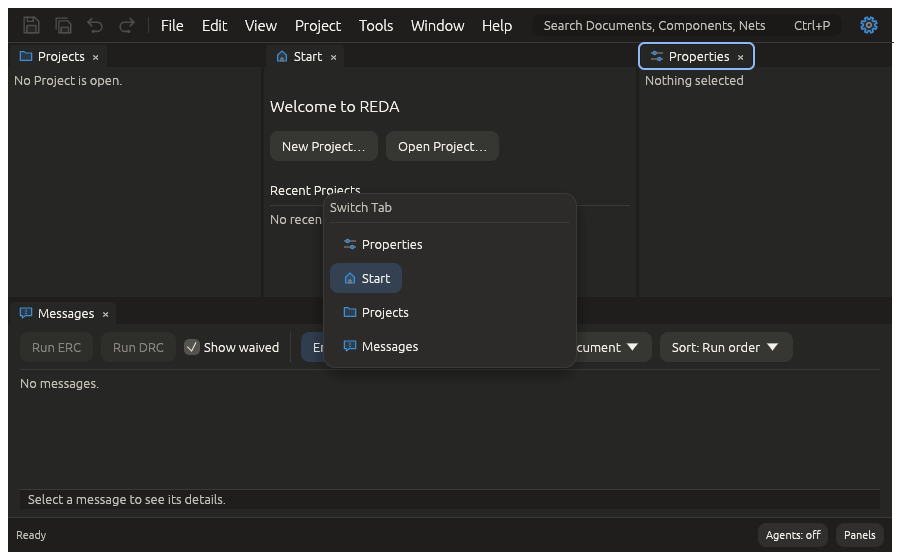 File Edit View Project Tools Window Help Search Documents, Components, Nets Ctrl+P
Projects × Start × Properties ×
No Project is open.
Nothing selected
Welcome to REDA
New Project... Open Project...
Recent Projects
No recen
Switch Tab
Properties
Start
Projects
Messages
Messages ×
Run ERC Run DRC Show waived cument Sort: Run order
No messages.
Select a message to see its details.
Ready Agents: off Panels